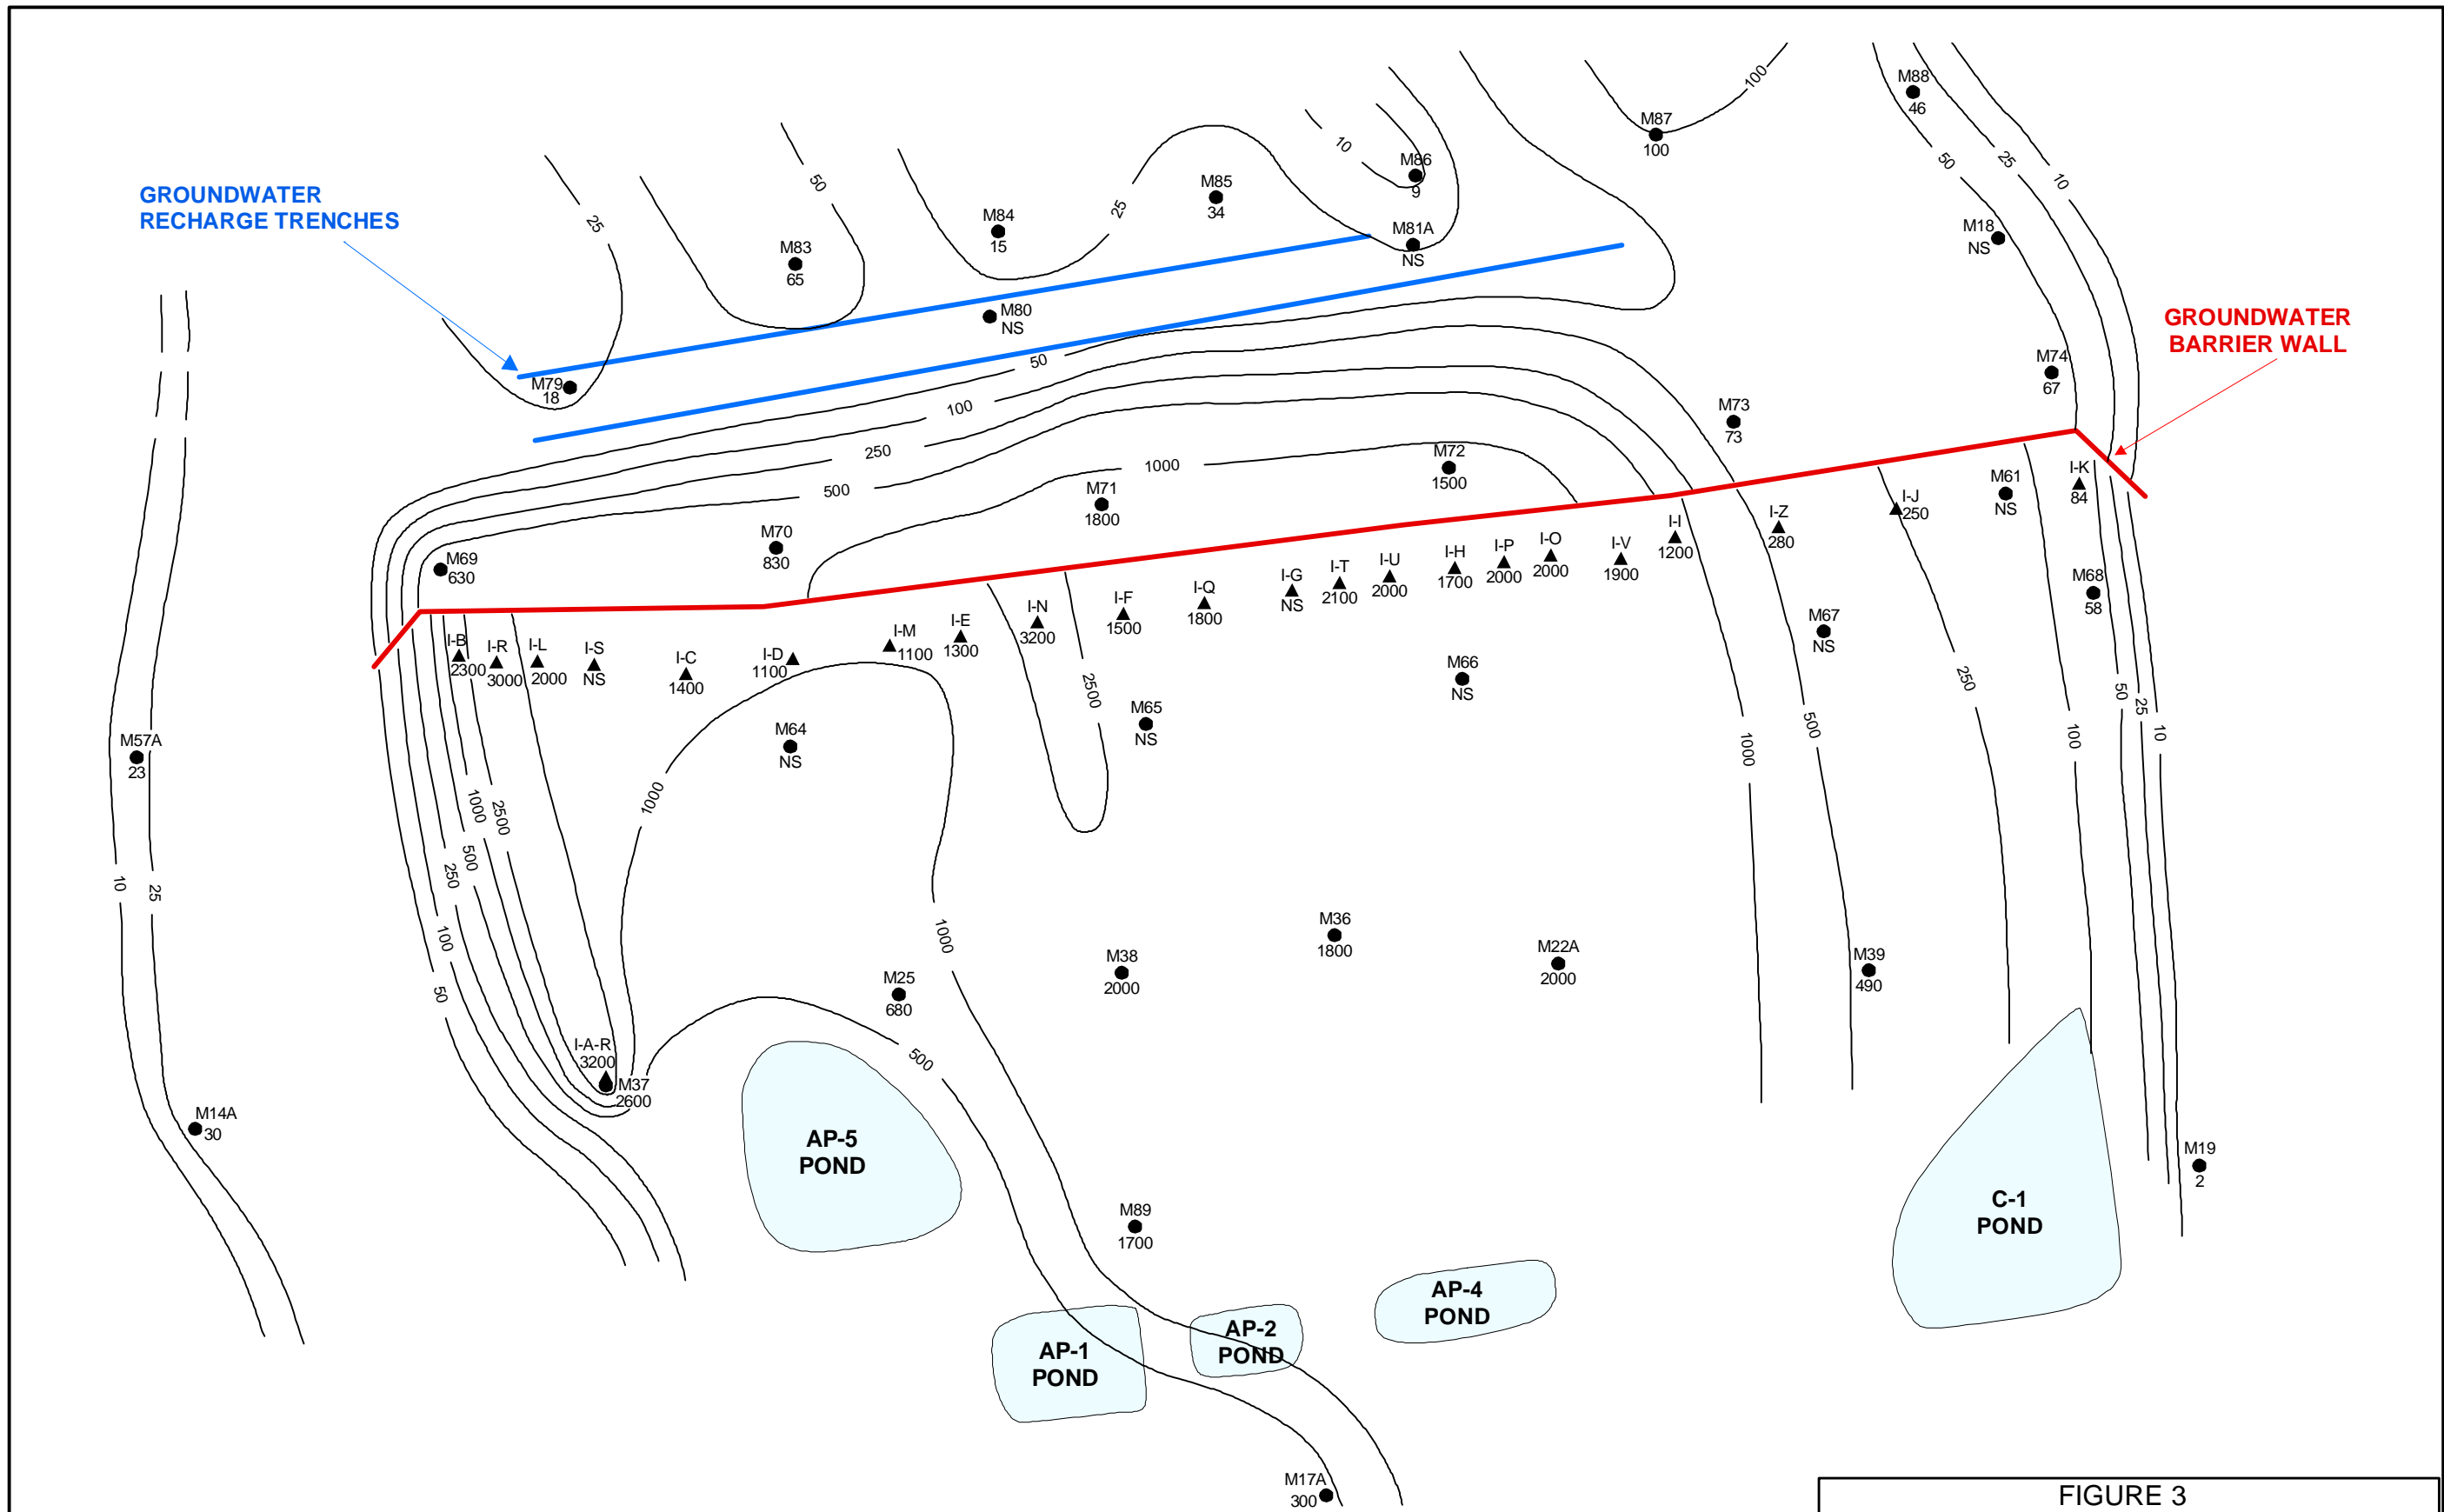 M88
46
100
M87
100
50
25
10
10
M86
9
50
25
M85
34
M84
15
25
M83
65
M81A
NS
M18
NS
GROUNDWATER
RECHARGE TRENCHES
M80
NS
GROUNDWATER
BARRIER WALL
M79
18
50
M74
67
100
M73
73
250
500
1000
M72
1500
M71
1800
M61
NS
I-K
84
I-J
250
I-Z
280
M70
830
M69
630
I-I
1200
I-V
1900
I-O
2000
I-P
2000
I-H
1700
I-U
2000
I-T
2100
I-G
NS
I-Q
1800
I-F
1500
I-N
3200
I-E
1300
I-M
1100
I-D
1100
I-C
1400
I-S
NS
I-L
2000
I-R
3000
I-B
2300
M68
58
M67
NS
M66
NS
M65
NS
M64
NS
2500
250
50
25
10
100
500
1000
M57A
23
1000
2500
1000
500
250
100
50
10
25
1000
M36
1800
M22A
2000
M38
2000
M39
490
M25
680
500
I-A-R
3200
M37
2600
M14A
30
AP-5
POND
M19
2
C-1
POND
M89
1700
AP-4
POND
AP-2
POND
AP-1
POND
M17A
300
FIGURE 3